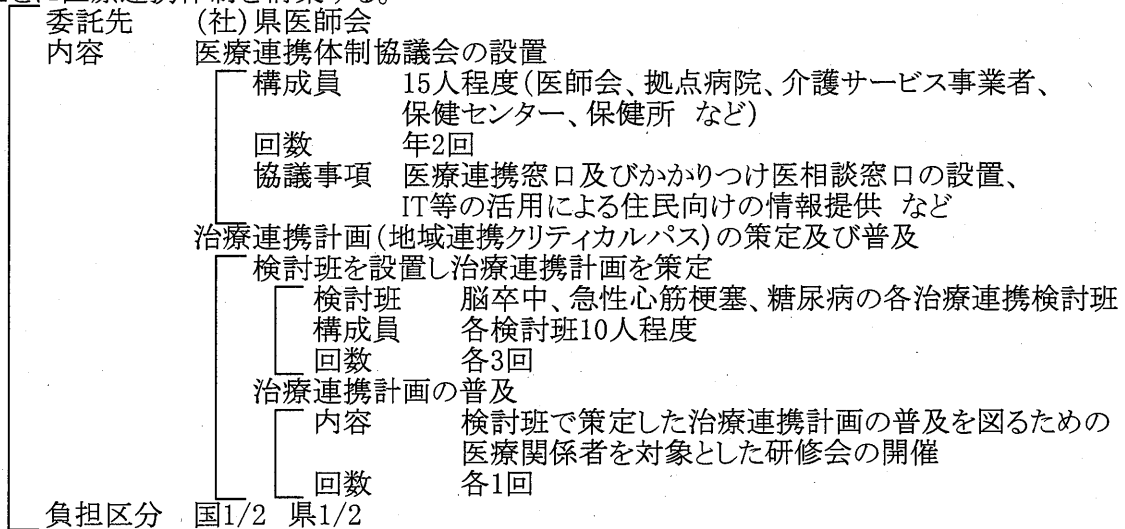 医療連携体制を構築する。
委託先 (社)県医師会
内容 医療連携体制協議会の設置
構成員 15人程度(医師会、拠点病院、介護サービス事業者、
保健センター、保健所 など)
回数 年2回
協議事項 医療連携窓口及びかかりつけ医相談窓口の設置、
IT等の活用による住民向けの情報提供 など
治療連携計画(地域連携クリティカルパス)の策定及び普及
検討班を設置し治療連携計画を策定
検討班 脳卒中、急性心筋梗塞、糖尿病の各治療連携検討班
構成員 各検討班10人程度
回数 各3回
治療連携計画の普及
内容 検討班で策定した治療連携計画の普及を図るための
医療関係者を対象とした研修会の開催
回数 各1回
負担区分 国1/2 県1/2